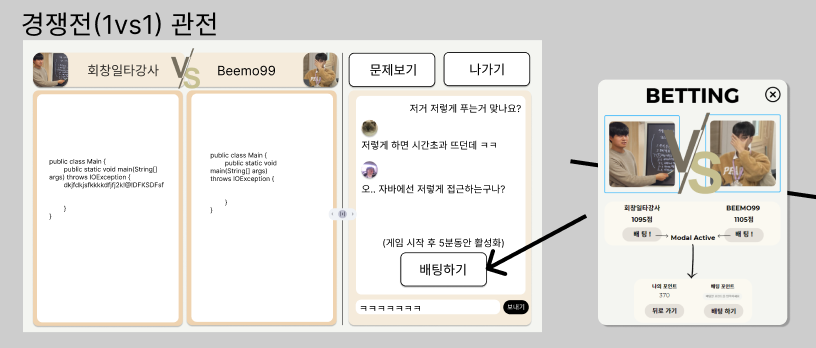 경쟁전(1vs1) 관전
회창일타강사
VS
Beemo99
문제보기
나가기
public class Main {
public static void main(String[]
args) throws IOException {
dkjfdkjsfkkkkdfjfj2k!@IDFKSDFsf
}
}
public class Main {
public static void
main(String[] args)
throws IOException {
}
}
저거 저렇게 푸는거 맞나요?
저렇게 하면 시간초과 뜨던데 ㅋㅋ
오.. 자바에선 저렇게 접근하는구나?
(게임 시작 후 5분동안 활성화)
배팅하기
ㅋㅋㅋㅋㅋㅋㅋ
보내기
BETTING
VS
회창일타강사
1095점
배 팅 !
BEEMO99
1105점
배 팅 !
Modal Active
나의 포인트
370
배팅 포인트
뒤로 가기
배팅 하기